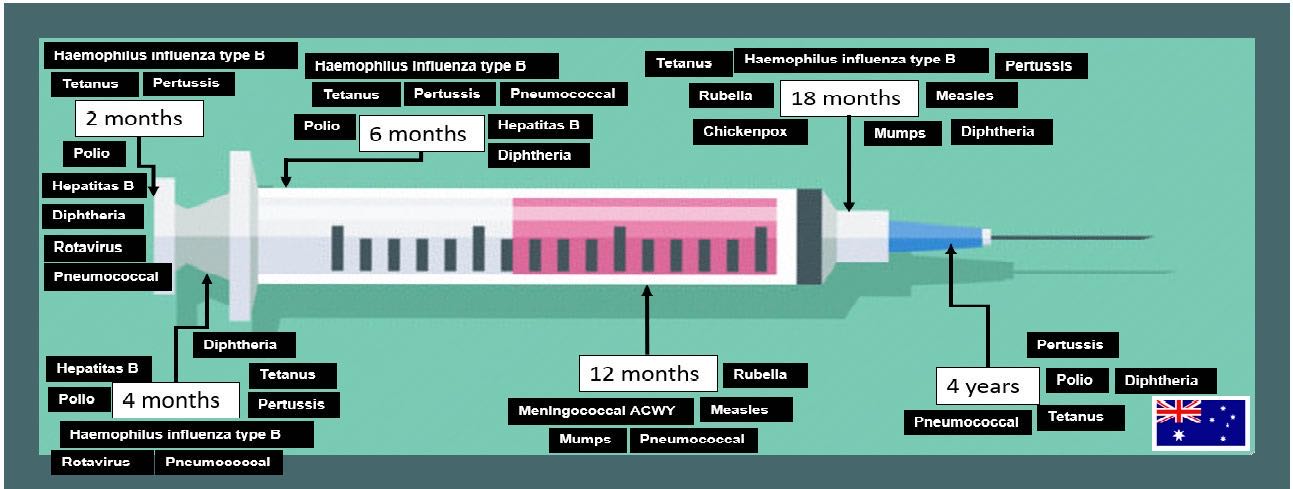 Haemophilus influenza type B
Tetanus Pertussis
2 months
Polio
Hepatitas B
Diphtheria
Rotavirus
Pneumococcal
Haemophilus influenza type B
Tetanus Pertussis Pneumococcal
Polio 6 months Hepatitas B
Diphtheria
Tetanus Haemophilus influenza type B Pertussis
Rubella 18 months Measles
Chickenpox Mumps Diphtheria
Diphtheria
Hepatitas B Tetanus
Polio 4 months Pertussis
Haemophilus influenza type B
Rotavirus Pneumococcal
12 months Rubella
Meningococcal ACWY Measles
Mumps Pneumococcal
Pertussis
4 years Polio Diphtheria
Pneumococcal Tetanus